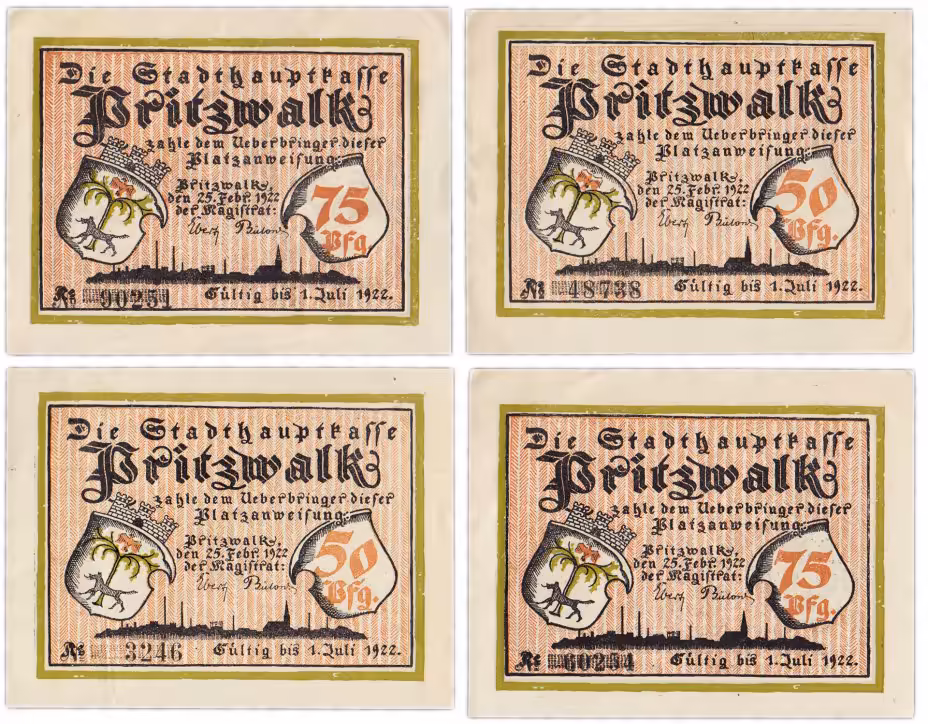 Die Stadthauptkasse
Pritzwalk
zahle dem Ueberbringer dieser
Platzanweisung:
Pritzwalk,
den 25. Febr. 1922
der Magistrat:
75
Pfg.
No 90251
Gültig bis 1. Juli 1922.
Die Stadthauptkasse
Pritzwalk
zahle dem Ueberbringer dieser
Platzanweisung:
Pritzwalk,
den 25. Febr. 1922
der Magistrat:
50
Pfg.
No 48738
Gültig bis 1. Juli 1922.
Die Stadthauptkasse
Pritzwalk
zahle dem Ueberbringer dieser
Platzanweisung:
Pritzwalk,
den 25. Febr. 1922
der Magistrat:
50
Pfg.
No 3246
Gültig bis 1. Juli 1922.
Die Stadthauptkasse
Pritzwalk
zahle dem Ueberbringer dieser
Platzanweisung:
Pritzwalk,
den 25. Febr. 1922
der Magistrat:
75
Pfg.
No 60254
Gültig bis 1. Juli 1922.